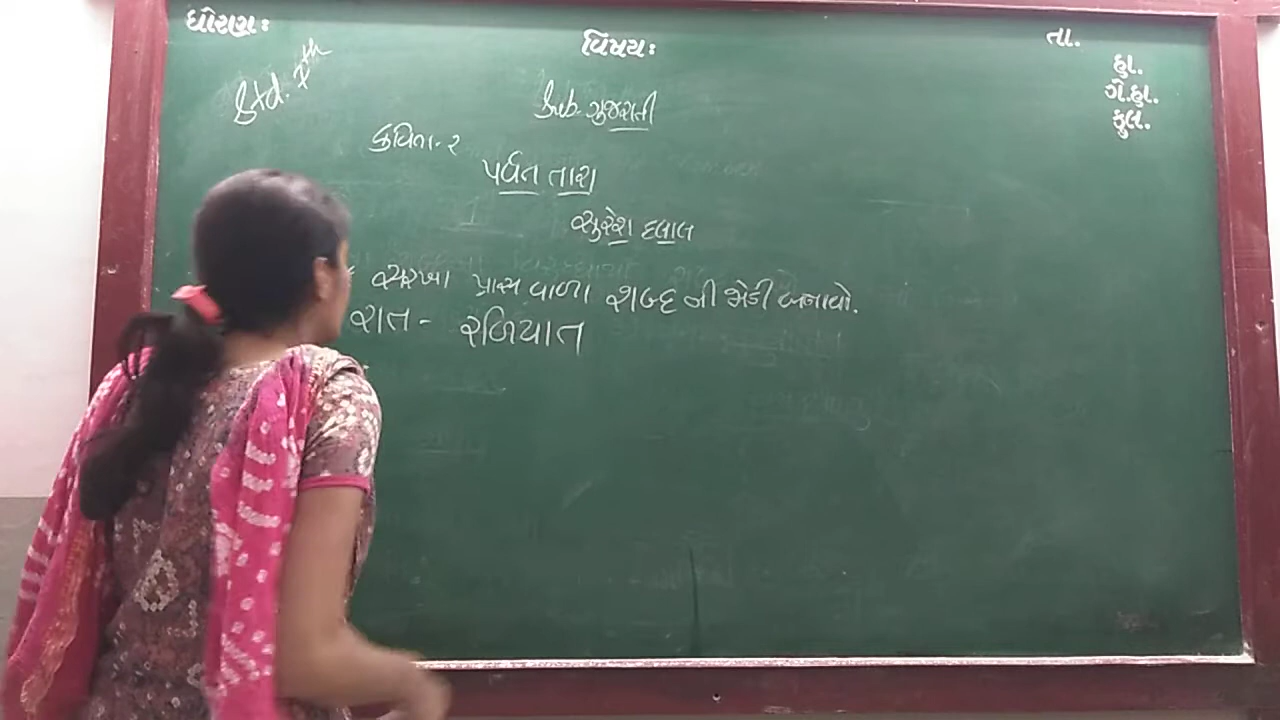 ધોરણઃ
વિષયઃ
તા.
હા.
ગે.હા.
કુલ.
Std. 7th
Sub- ગુજરાતી
કવિતા-૨
પર્વત તારા
સુરેશ દલાલ
* સરખા પ્રાસ વાળા શબ્દ ની જોડી બનાવો.
રાત - રળિયાત